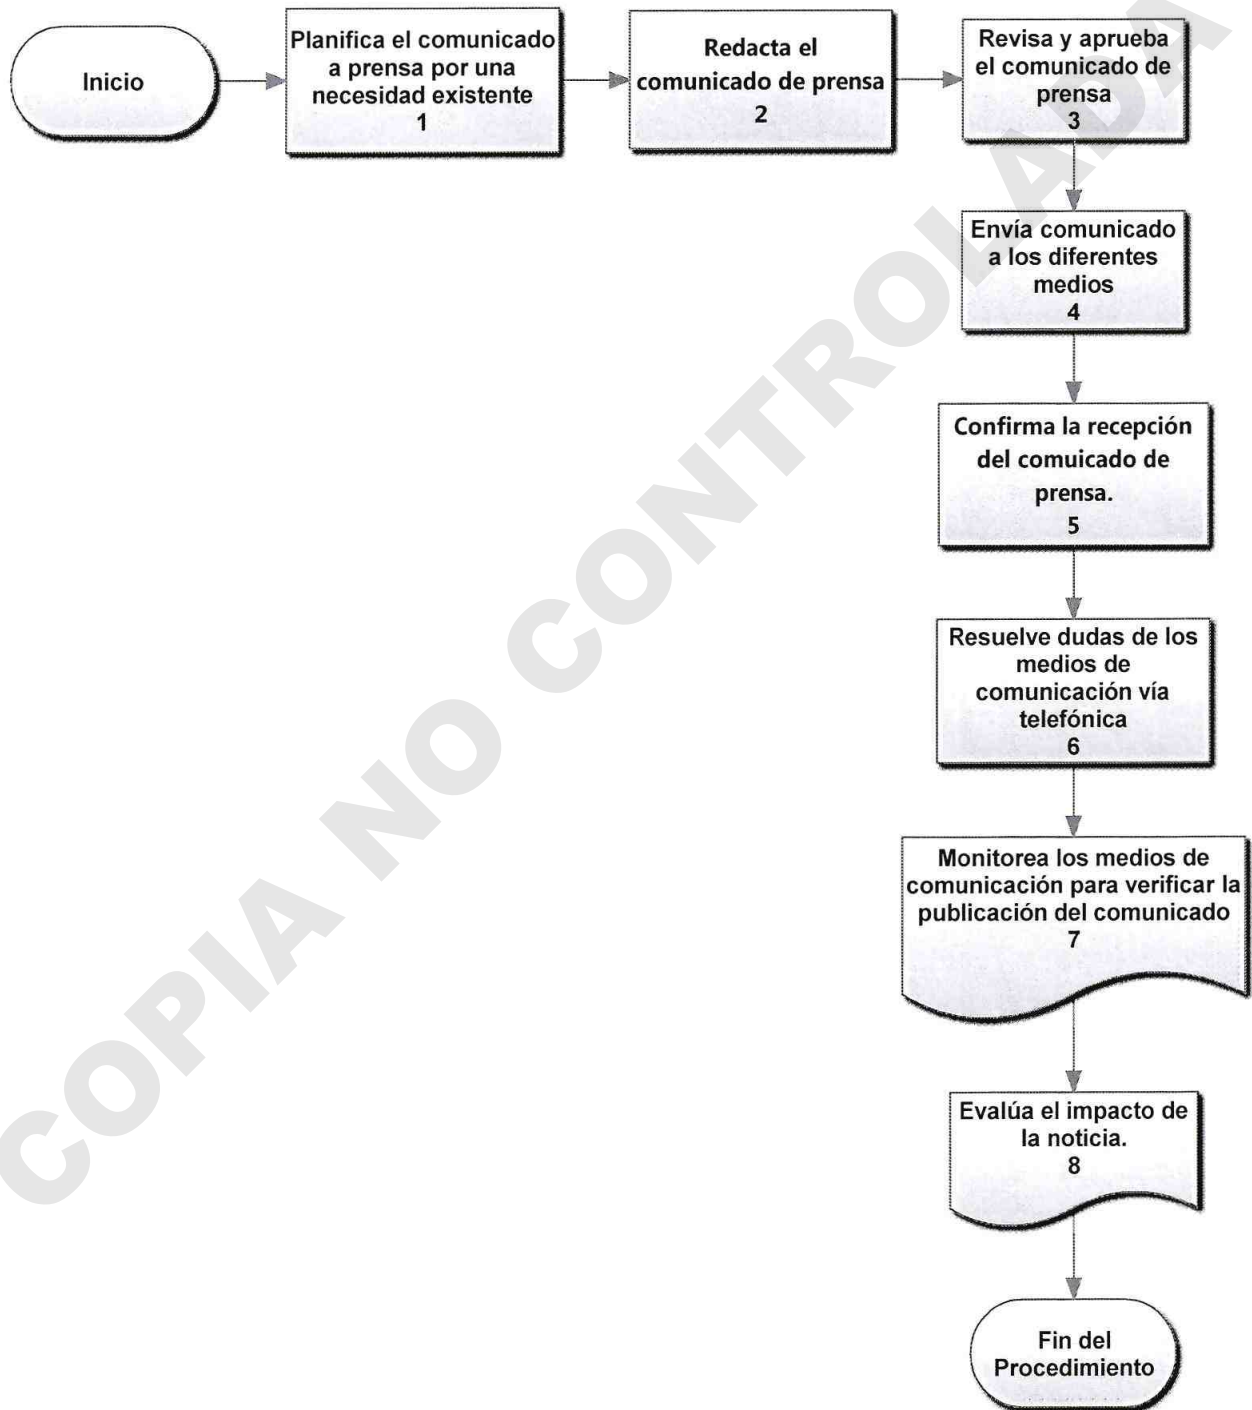 Inicio
Planifica el comunicado
a prensa por una
necesidad existente
1
Redacta el
comunicado de prensa
2
Revisa y aprueba
el comunicado de
prensa
3
Envía comunicado
a los diferentes
medios
4
Confirma la recepción
del comuicado de
prensa.
5
Resuelve dudas de los
medios de
comunicación vía
telefónica
6
Monitorea los medios de
comunicación para verificar la
publicación del comunicado
7
Evalúa el impacto de
la noticia.
8
Fin del
Procedimiento
COPIA NO CONTROLADA